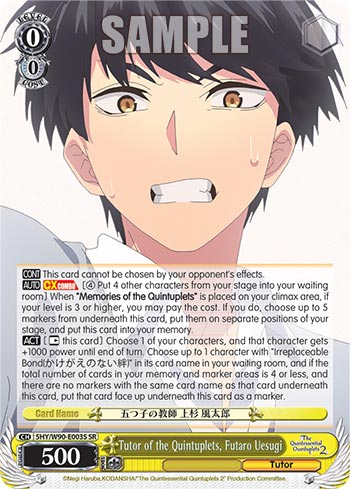 SAMPLE
LEVEL
0
0
COST
CONT This card cannot be chosen by your opponent's effects.
AUTO CXCOMBO [④ Put 4 other characters from your stage into your waiting
room] When "Memories of the Quintuplets" is placed on your climax area, if
your level is 3 or higher, you may pay the cost. If you do, choose up to 5
markers from underneath this card, put them on separate positions of your
stage, and put this card into your memory.
ACT [ this card] Choose 1 of your characters, and that character gets
+1000 power until end of turn. Choose up to 1 character with "Irreplaceable
Bond(かけがえのない絆)" in its card name in your waiting room, and if the
total number of cards in your memory and marker areas is 4 or less, and
there are no markers with the same card name as that card underneath
this card, put that card face up underneath this card as a marker.
Card Name 五つ子の教師 上杉 風太郎
CH 5HY/W90-E003S SR
Tutor of the Quintuplets, Futaro Uesugi
The Quintessential Quintuplets 2
500
Tutor
©Negi Haruba,KODANSHA/"The Quintessential Quintuplets 2" Production Committee.